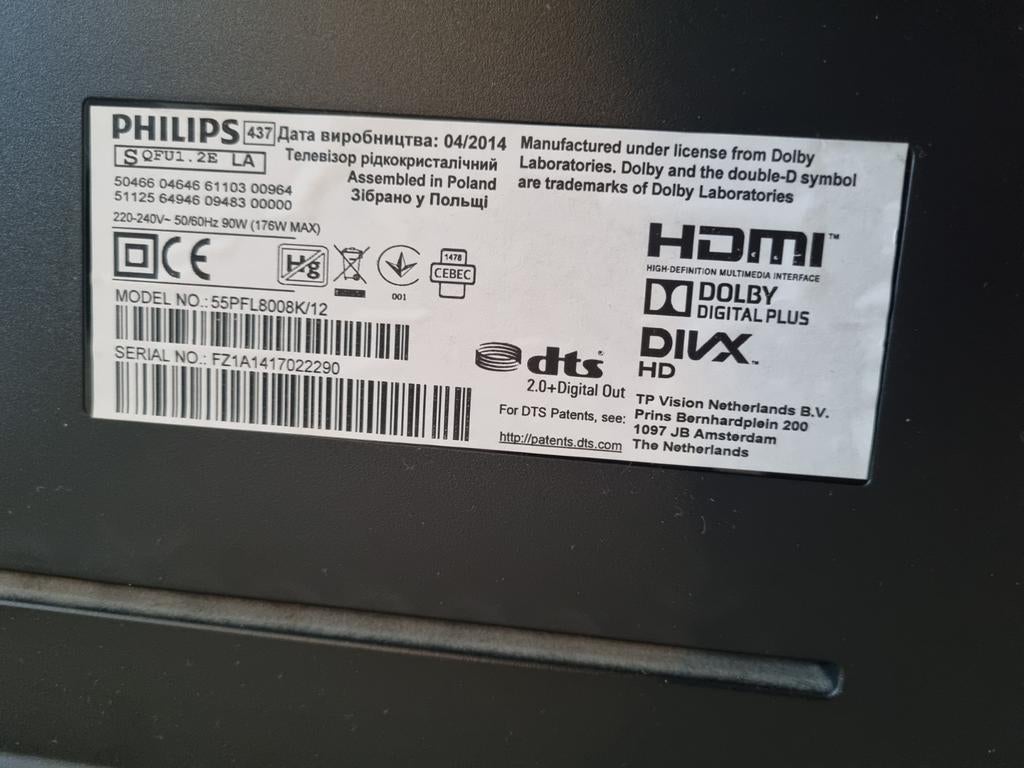 PHILIPS 437 Дата виробництва: 04/2014
S QFU1.2E LA
Телевізор рідкокристалічний
Assembled in Poland
Зібрано у Польщі
50466 04646 61103 00964
51125 64946 09483 00000
220-240V~ 50/60Hz 90W (176W MAX)
CE
Hg
001
1478
CEBEC
MODEL NO.: 55PFL8008K/12
SERIAL NO.: FZ1A1417022290
Manufactured under license from Dolby
Laboratories. Dolby and the double-D symbol
are trademarks of Dolby Laboratories
HDMI™
HIGH-DEFINITION MULTIMEDIA INTERFACE
DOLBY
DIGITAL PLUS
DIVX™
HD
dts®
2.0+Digital Out
For DTS Patents, see:
http://patents.dts.com
TP Vision Netherlands B.V.
Prins Bernhardplein 200
1097 JB Amsterdam
The Netherlands